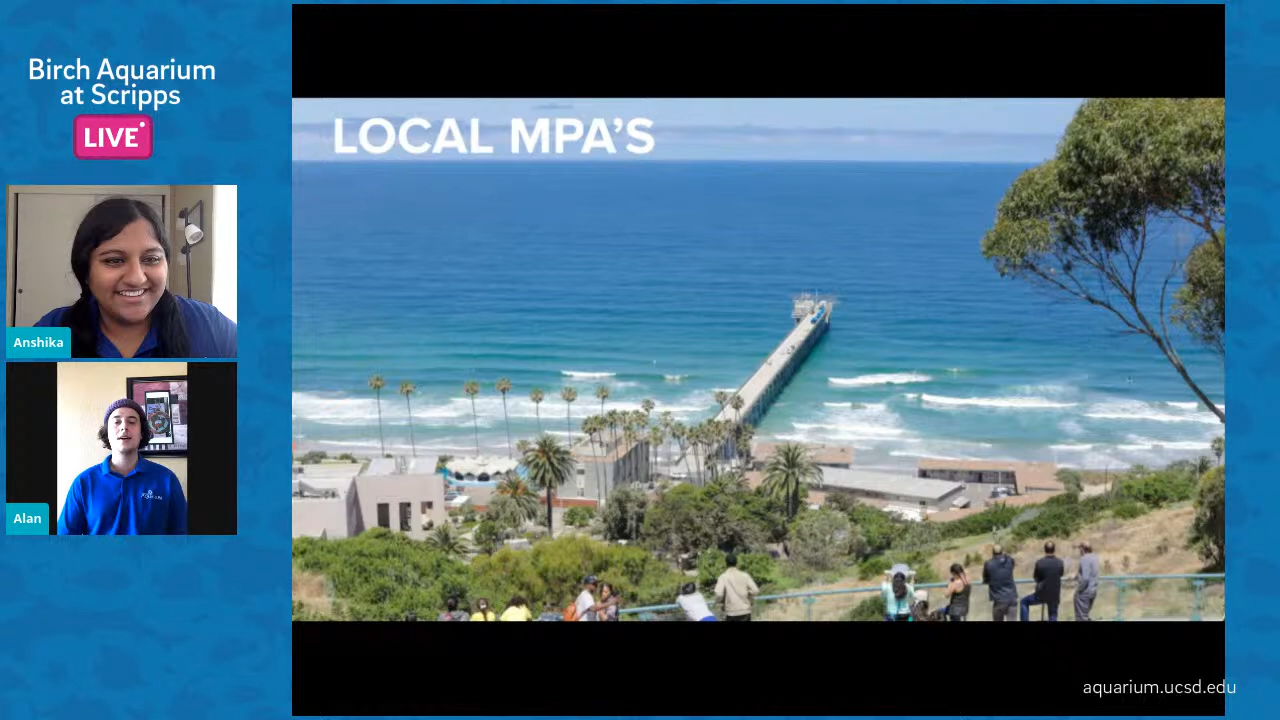 Birch Aquarium
at Scripps
LIVE
LOCAL MPA'S
Anshika
Alan
aquarium.ucsd.edu